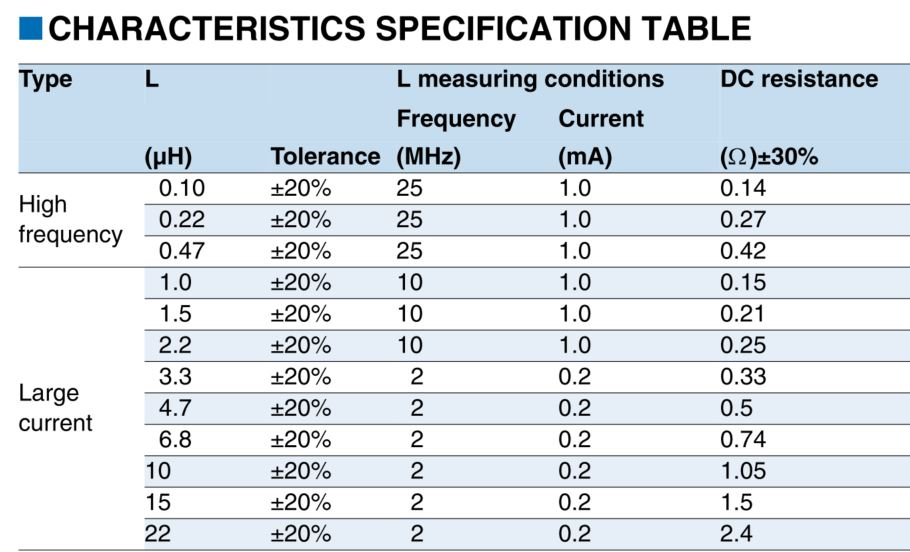 ■CHARACTERISTICS SPECIFICATION TABLE
Type L L measuring conditions DC resistance
Frequency Current
(µH) Tolerance (MHz) (mA) (Ω)±30%
High frequency
0.10 ±20% 25 1.0 0.14
0.22 ±20% 25 1.0 0.27
0.47 ±20% 25 1.0 0.42
Large current
1.0 ±20% 10 1.0 0.15
1.5 ±20% 10 1.0 0.21
2.2 ±20% 10 1.0 0.25
3.3 ±20% 2 0.2 0.33
4.7 ±20% 2 0.2 0.5
6.8 ±20% 2 0.2 0.74
10 ±20% 2 0.2 1.05
15 ±20% 2 0.2 1.5
22 ±20% 2 0.2 2.4